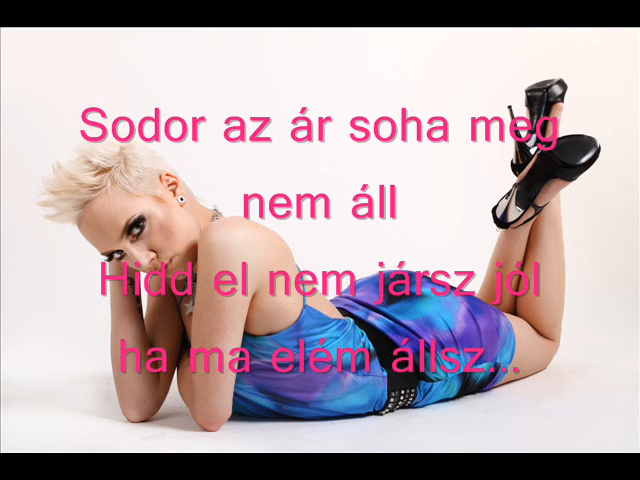 Sodor az ár soha meg
nem áll
Hidd el nem jársz jól
ha ma elém állsz...